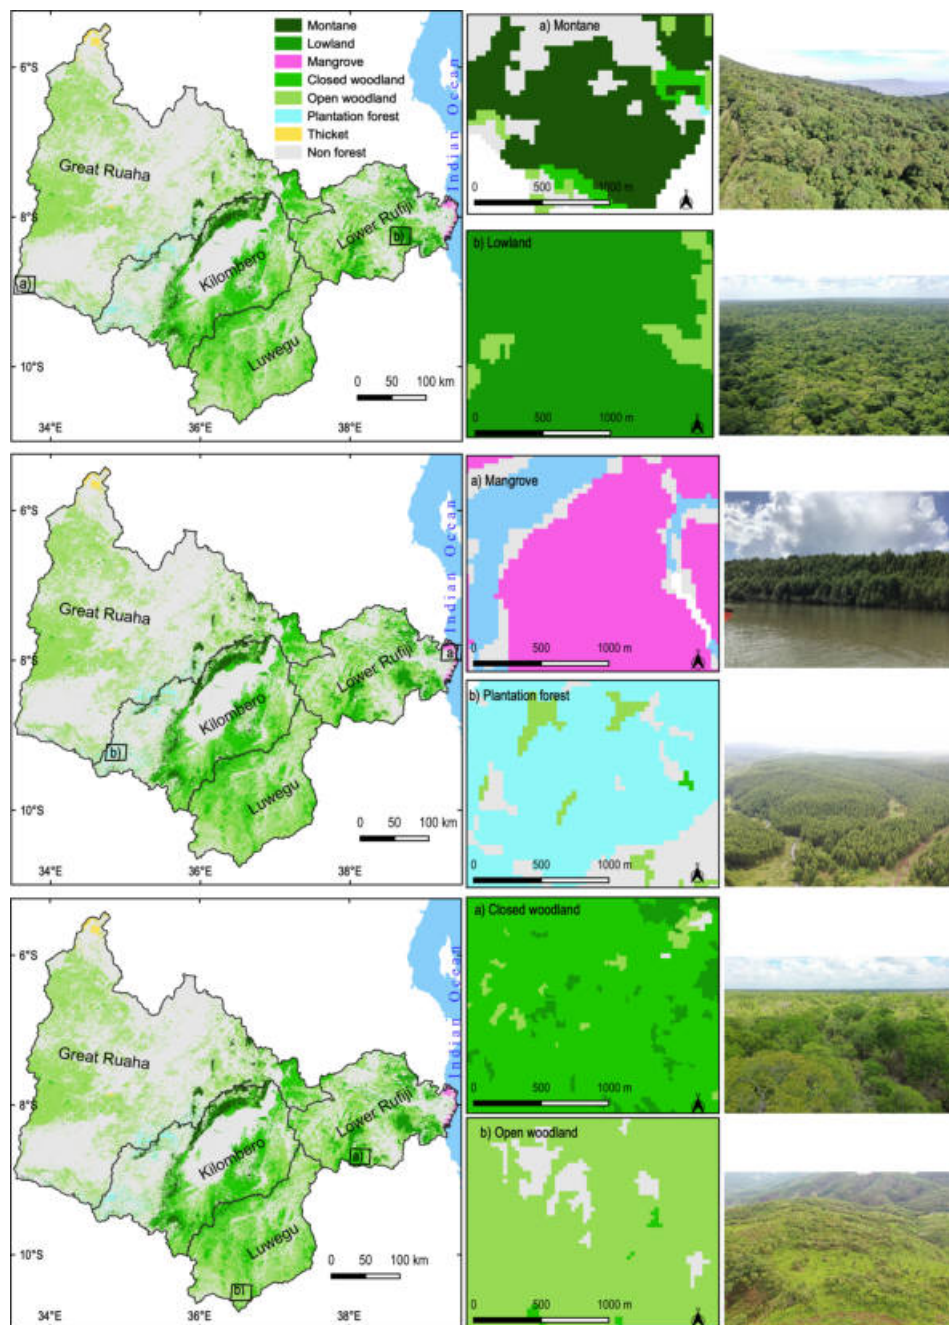 Montane
Lowland
Mangrove
Closed woodland
Open woodland
Plantation forest
Thicket
Non forest
Indian Ocean
6°S
8°S
10°S
Great Ruaha
Kilombero
Lower Rufiji
Luwegu
a)
b)
0 50 100 km
34°E 36°E 38°E
a) Montane
0 500 1000 m
b) Lowland
0 500 1000 m
Indian Ocean
6°S
8°S
10°S
Great Ruaha
Kilombero
Lower Rufiji
Luwegu
a
b)
0 50 100 km
34°E 36°E 38°E
a) Mangrove
0 500 1000 m
b) Plantation forest
0 500 1000 m
Indian Ocean
6°S
8°S
10°S
Great Ruaha
Kilombero
Lower Rufiji
Luwegu
a)
b)
0 50 100 km
34°E 36°E 38°E
a) Closed woodland
0 500 1000 m
b) Open woodland
0 500 1000 m